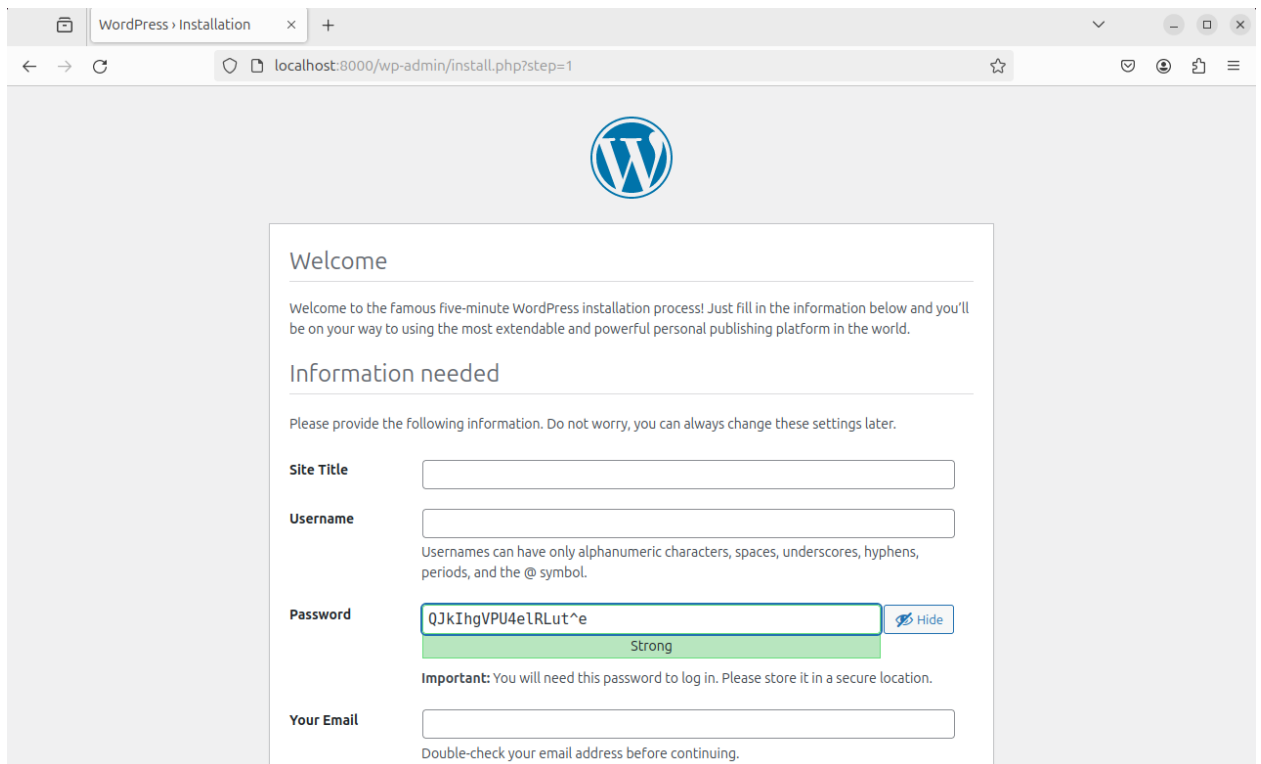 WordPress › Installation
localhost:8000/wp-admin/install.php?step=1
Welcome
Welcome to the famous five-minute WordPress installation process! Just fill in the information below and you’ll
be on your way to using the most extendable and powerful personal publishing platform in the world.
Information needed
Please provide the following information. Do not worry, you can always change these settings later.
Site Title
Username
Usernames can have only alphanumeric characters, spaces, underscores, hyphens,
periods, and the @ symbol.
Password QJkIhgVPU4elRLut^e Hide
Strong
Important: You will need this password to log in. Please store it in a secure location.
Your Email
Double-check your email address before continuing.